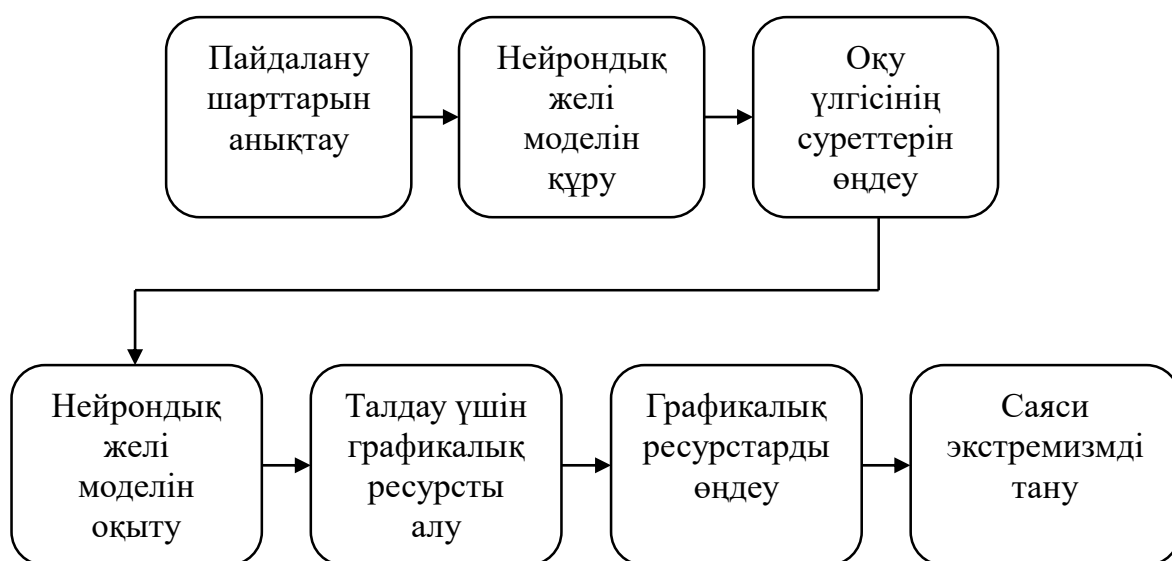 Пайдалану
шарттарын
анықтау
Нейрондық
желі
моделін
құру
Оқу
үлгісінің
суреттерін
өңдеу
Нейрондық
желі
моделін
оқыту
Талдау үшін
графикалық
ресурсты
алу
Графикалық
ресурстарды
өңдеу
Саяси
экстремизмді
тану